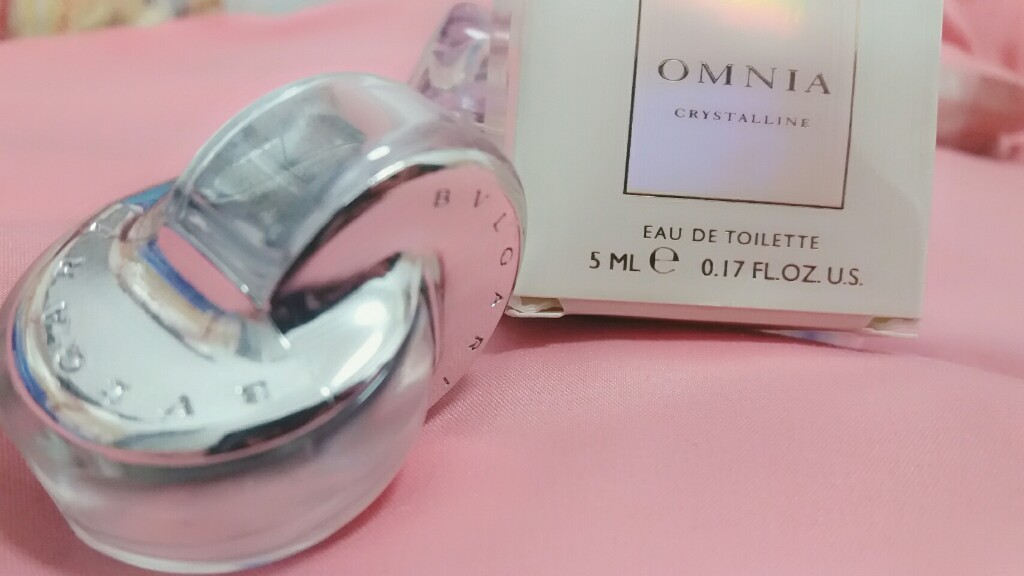 BVLGARI
BVLGARI
OMNIA
CRYSTALLINE
EAU DE TOILETTE
5 ML e 0.17 FL.OZ. U.S.